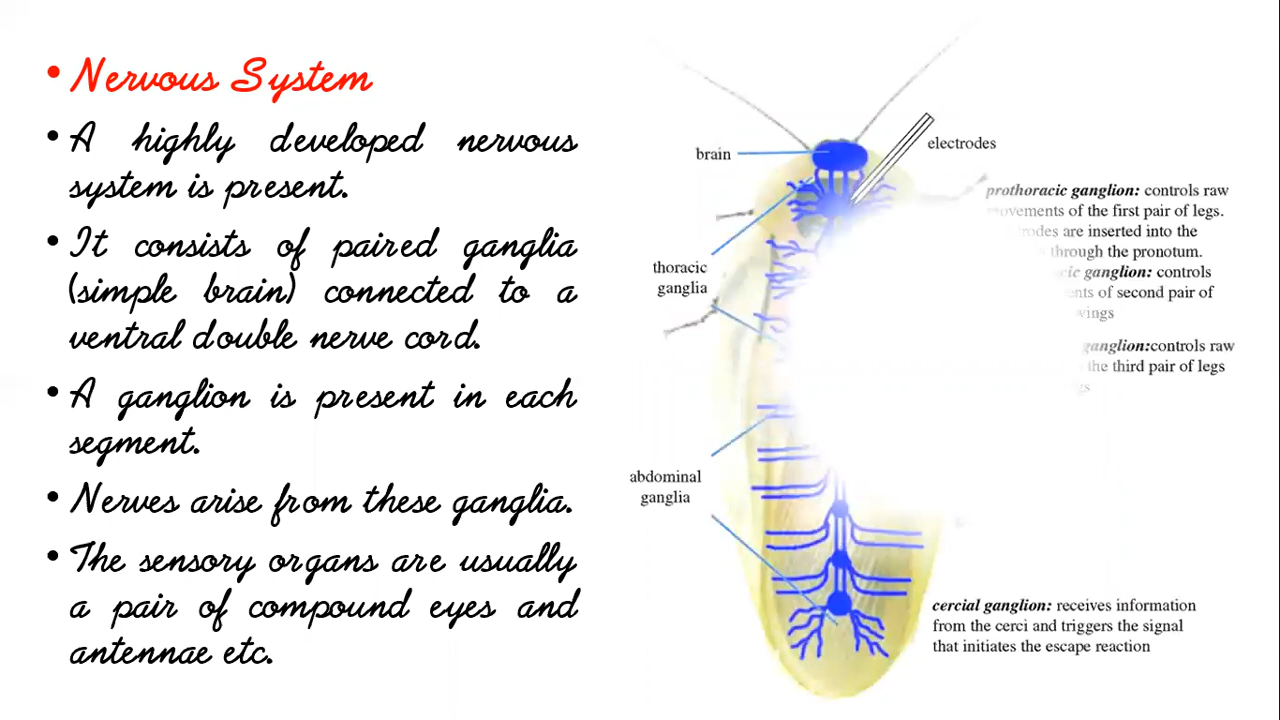 • Nervous System
• A highly developed nervous
system is present.
• It consists of paired ganglia
(simple brain) connected to a
ventral double nerve cord.
• A ganglion is present in each
segment.
• Nerves arise from these ganglia.
• The sensory organs are usually
a pair of compound eyes and
antennae etc.
brain
electrodes
thoracic
ganglia
abdominal
ganglia
prothoracic ganglion: controls raw
movements of the first pair of legs.
are inserted into the
through the pronotum.
ganglion: controls
of second pair of
wings
ganglion:controls raw
the third pair of legs
cercial ganglion: receives information
from the cerci and triggers the signal
that initiates the escape reaction